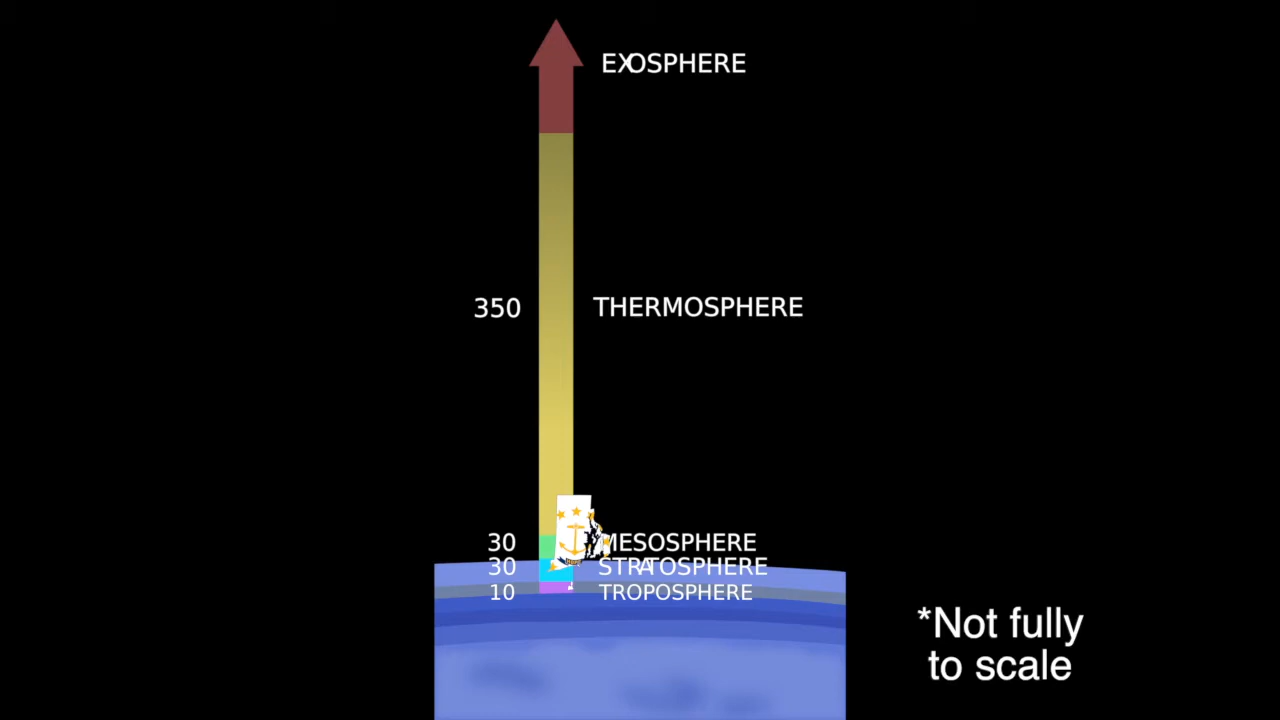 EXOSPHERE
350 THERMOSPHERE
30 MESOSPHERE
30 STRATOSPHERE
10 TROPOSPHERE
*Not fully
to scale